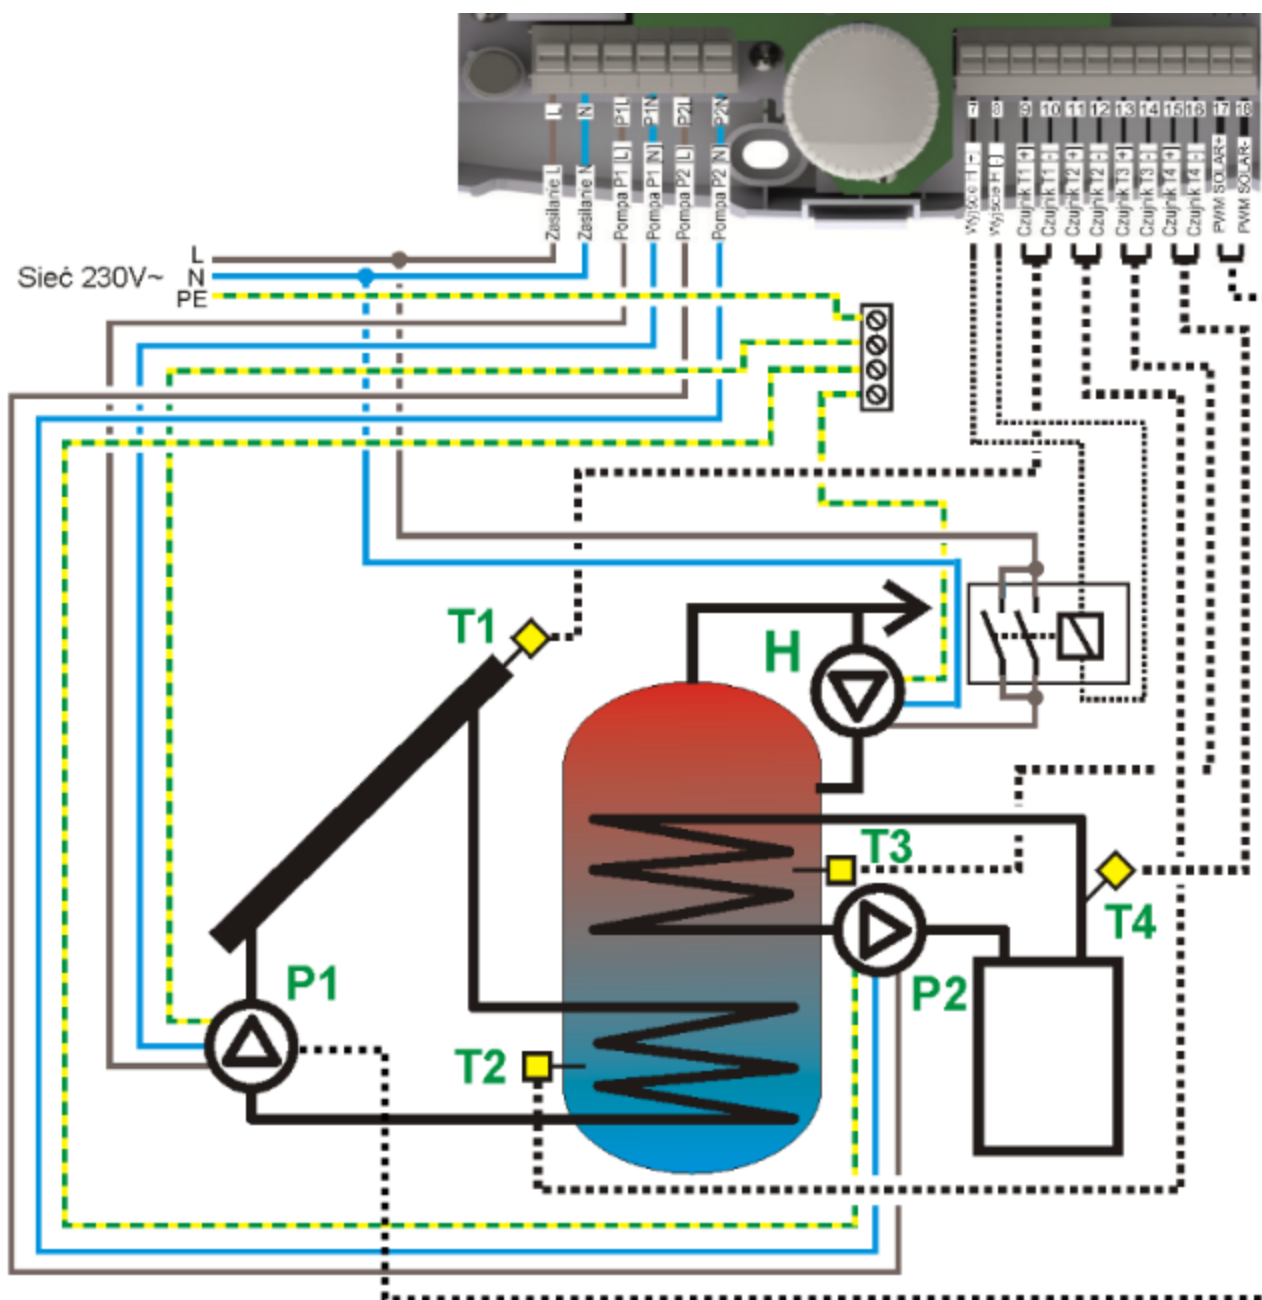 L
N
P1L
P1N
P2L
P2N
7
8
9
10
11
12
13
14
15
16
17
18
Zasilanie L
Zasilanie N
Pompa P1 [L]
Pompa P1 [N]
Pompa P2 [L]
Pompa P2 [N]
Wyjście H [+]
Wyjście H [-]
Czujnik T1 [+]
Czujnik T1 [-]
Czujnik T2 [+]
Czujnik T2 [-]
Czujnik T3 [+]
Czujnik T3 [-]
Czujnik T4 [+]
Czujnik T4 [-]
PWM SOLAR+
PWM SOLAR-
L
Sieć 230V~ N
PE
T1
H
T3
T4
P1
P2
T2